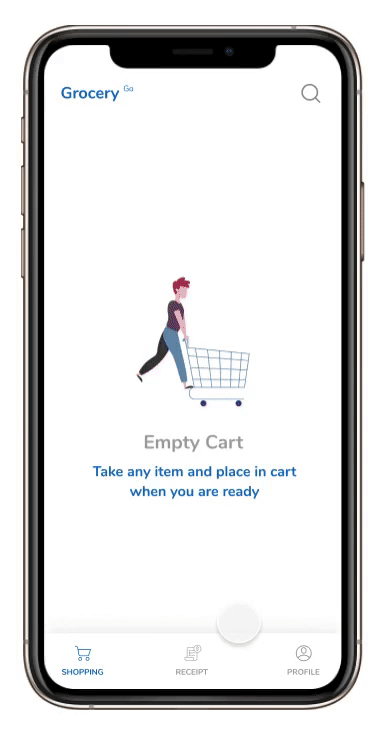 Grocery Go
Empty Cart
Take any item and place in cart
when you are ready
SHOPPING
RECEIPT
PROFILE